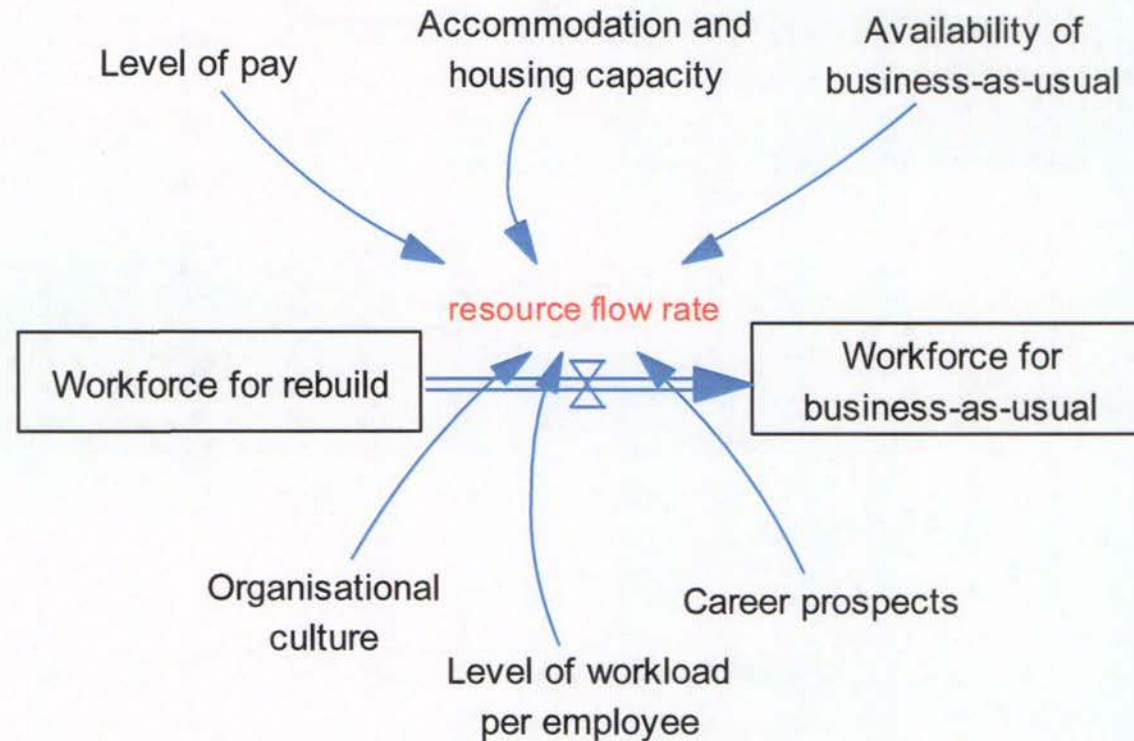 Level of pay
Accommodation and
housing capacity
Availability of
business-as-usual
resource flow rate
Workforce for rebuild
Workforce for
business-as-usual
Organisational
culture
Level of workload
per employee
Career prospects